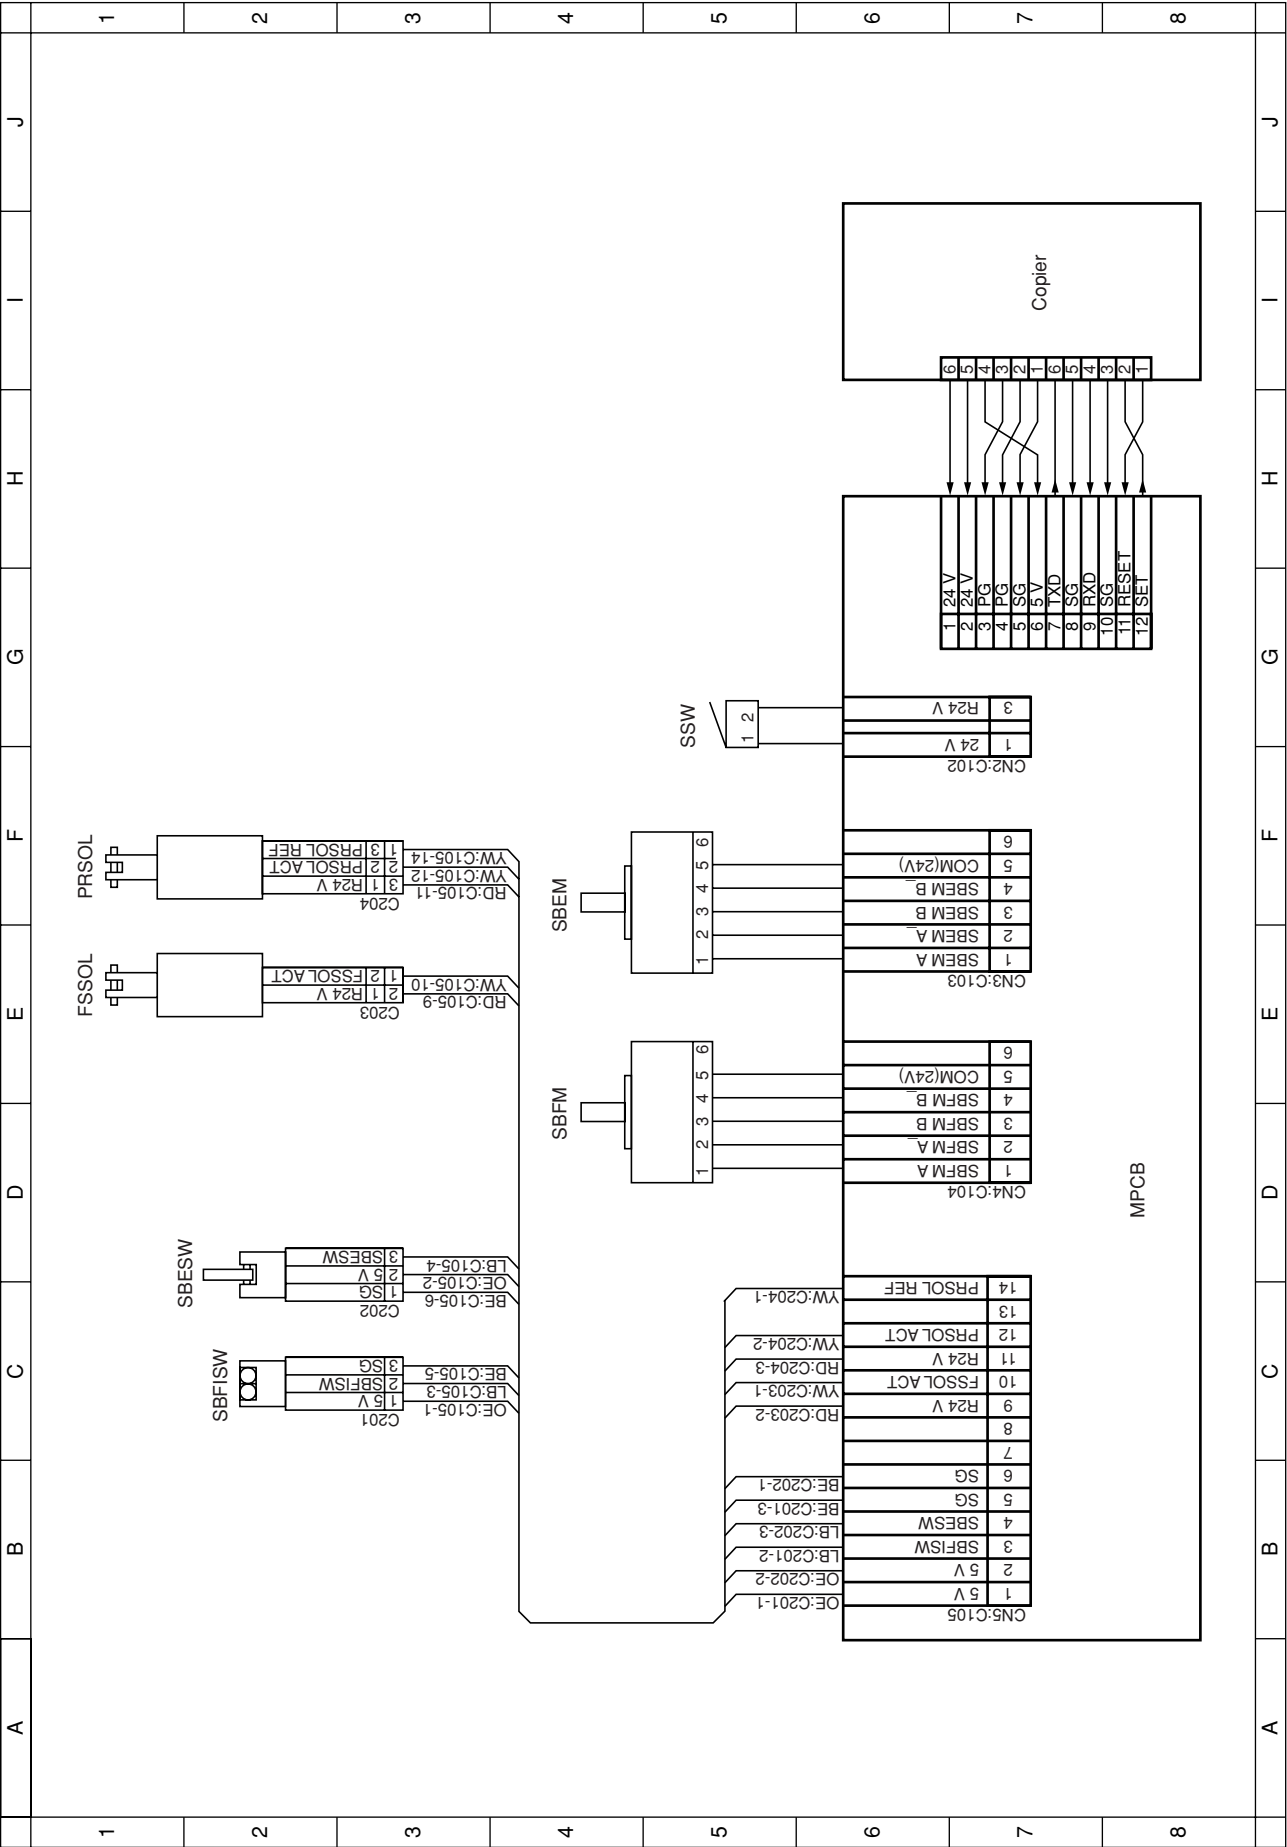 1 2 3 4 5 6 7 8
J I H G F E D C B A
PRSOL
3 PRSOL REF
2 PRSOL ACT
1 R24 V
1
2
3
C204
YW:C105-14
YW:C105-12
RD:C105-11
FSSOL
2 FSSOL ACT
1 R24 V
1
2
C203
YW:C105-10
RD:C105-9
SBESW
3 SBESW
2 5 V
1 SG
C202
LB:C105-4
OE:C105-2
BE:C105-6
SBFISW
3 SG
2 SBFISW
1 5 V
C201
BE:C105-5
LB:C105-3
OE:C105-1
SSW
1 2
SBEM
1 2 3 4 5 6
SBFM
1 2 3 4 5 6
YW:C204-1
YW:C204-2
RD:C204-3
YW:C203-1
RD:C203-2
BE:C202-1
BE:C201-3
LB:C202-3
LB:C201-2
OE:C202-2
OE:C201-1
Copier
6
5
4
3
2
1
6
5
4
3
2
1
1 24 V
2 24 V
3 PG
4 PG
5 SG
6 5 V
7 TXD
8 SG
9 RXD
10 SG
11 RESET
12 SET
R24 V 3
24 V 1
CN2:C102
6
COM(24V) 5
SBEM B_ 4
SBEM B 3
SBEM A_ 2
SBEM A 1
CN3:C103
6
COM(24V) 5
SBFM B_ 4
SBFM B 3
SBFM A_ 2
SBFM A 1
CN4:C104
PRSOL REF 14
13
PRSOL ACT 12
R24 V 11
FSSOL ACT 10
R24 V 9
8
7
SG 6
SG 5
SBESW 4
SBFISW 3
5 V 2
5 V 1
CN5:C105
MPCB
J I H G F E D C B A
1 2 3 4 5 6 7 8